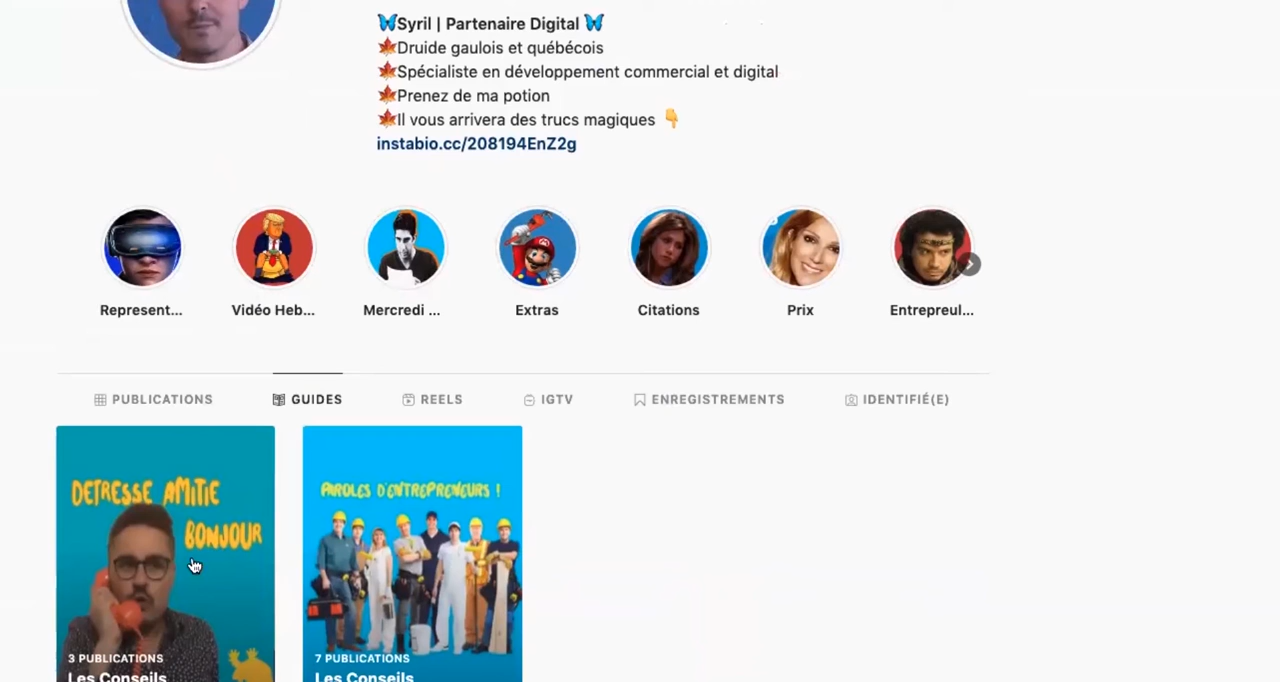 🦋Syril | Partenaire Digital 🦋
🍁Druide gaulois et québécois
🍁Spécialiste en développement commercial et digital
🍁Prenez de ma potion
🍁Il vous arrivera des trucs magiques 👇
instabio.cc/208194EnZ2g
Represent... Vidéo Heb... Mercredi ... Extras Citations Prix Entrepreul...
PUBLICATIONS GUIDES REELS IGTV ENREGISTREMENTS IDENTIFIÉ(E)
DETRESSE AMITIE
BONJOUR
3 PUBLICATIONS
Les Conseils
PAROLES D'ENTREPRENEURS !
7 PUBLICATIONS
Les Conseils